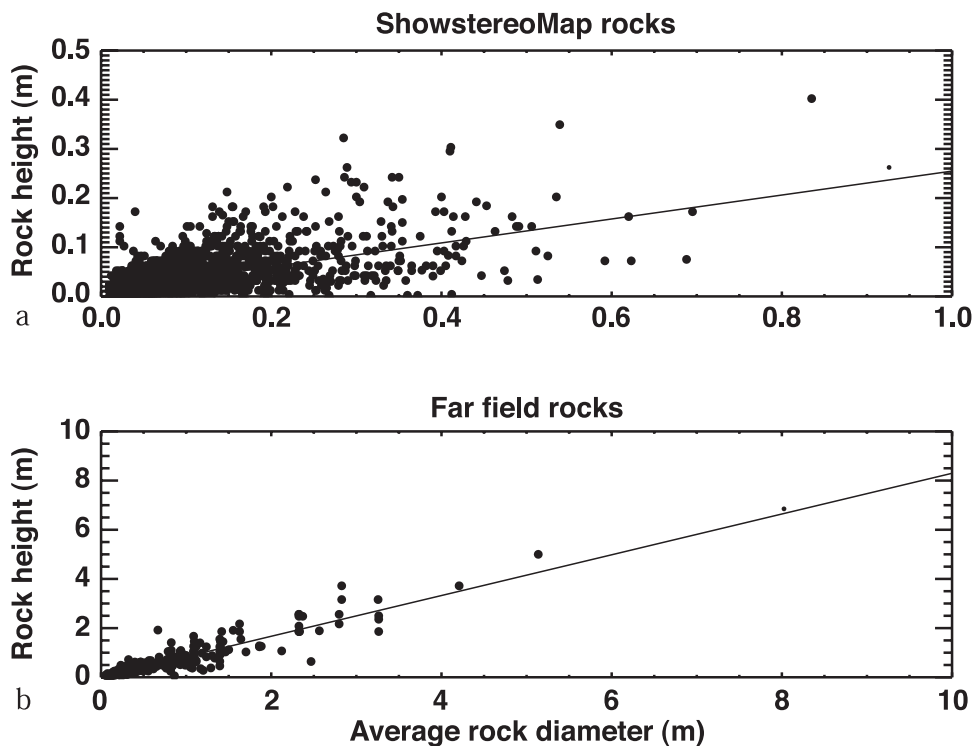 ShowstereoMap rocks
0.5
0.4
0.3
0.2
0.1
0.0
Rock height (m)
a
0.0 0.2 0.4 0.6 0.8 1.0
Far field rocks
10
8
6
4
2
0
Rock height (m)
b
0 2 4 6 8 10
Average rock diameter (m)